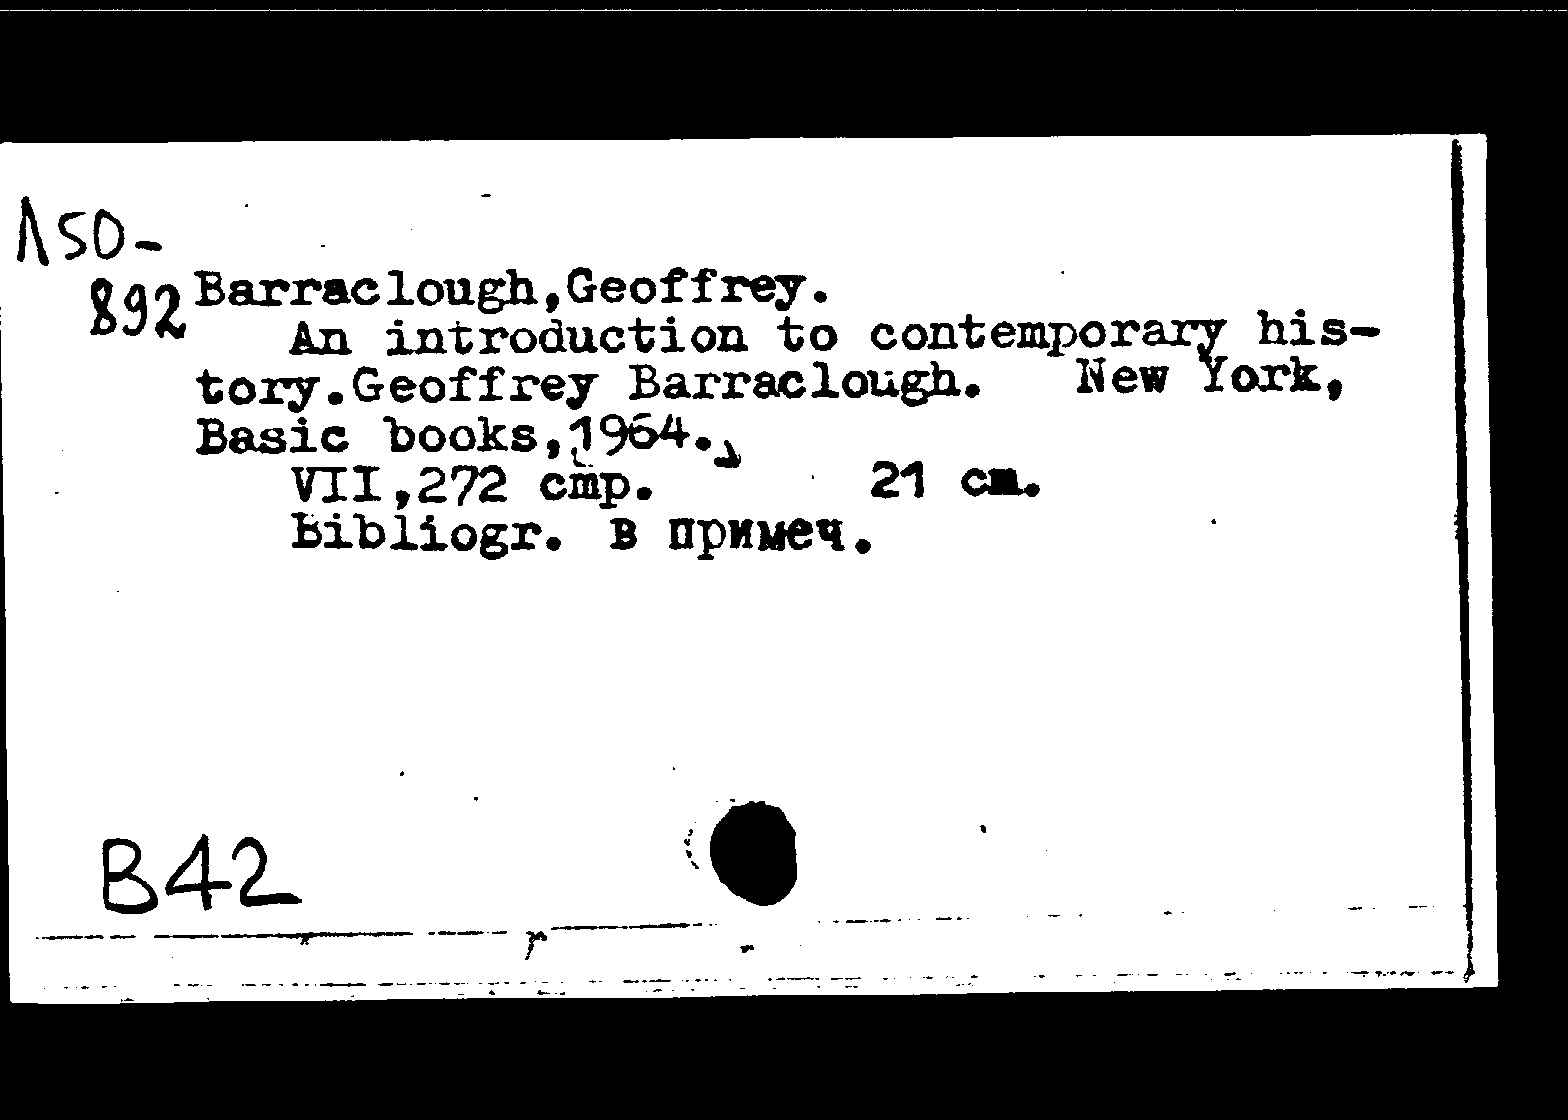 Л50-
892 Barraclough,Geoffrey.
An introduction to contemporary his-
tory.Geoffrey Barraclough. New York,
Basic books,1964.
VII,272 стр. 21 см.
Bibliogr. в примеч.
B42